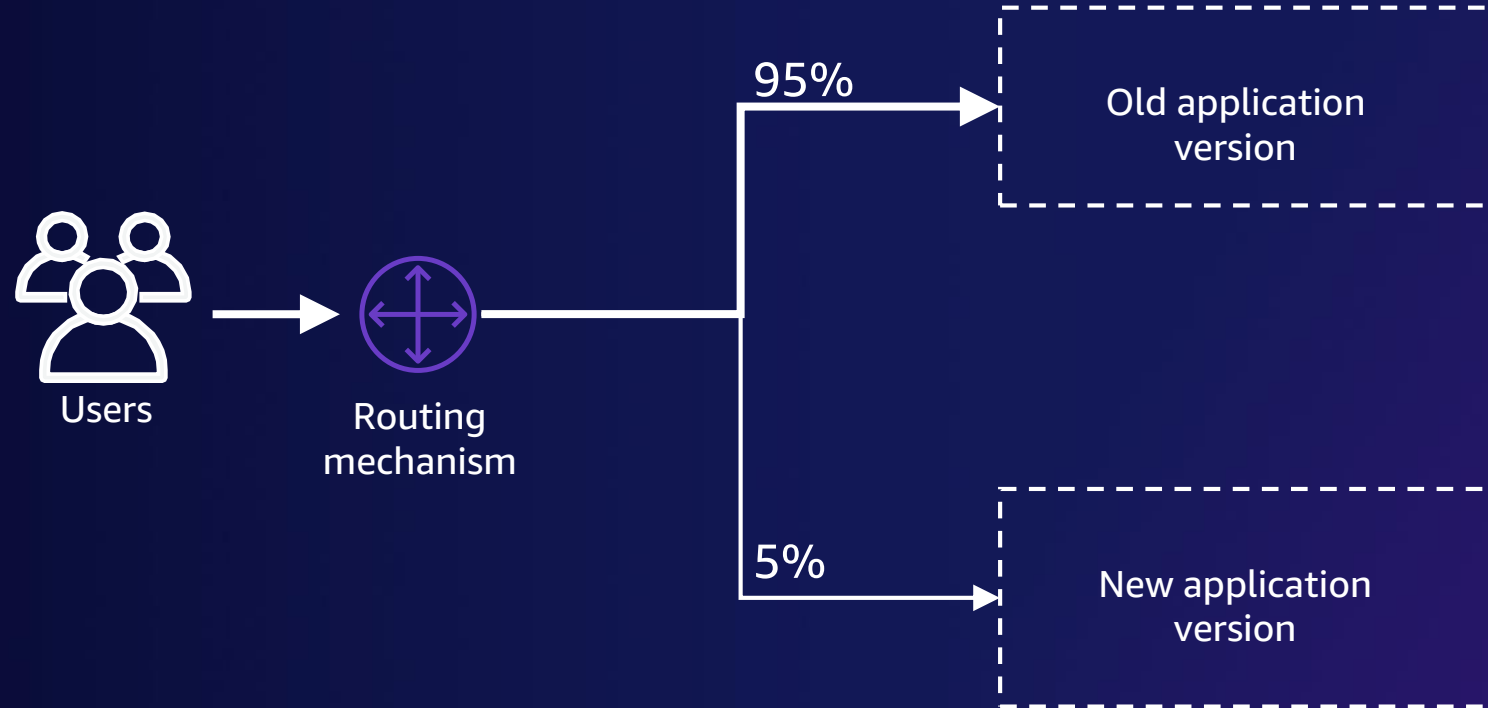 95%
Old application
version
Users
Routing
mechanism
5%
New application
version